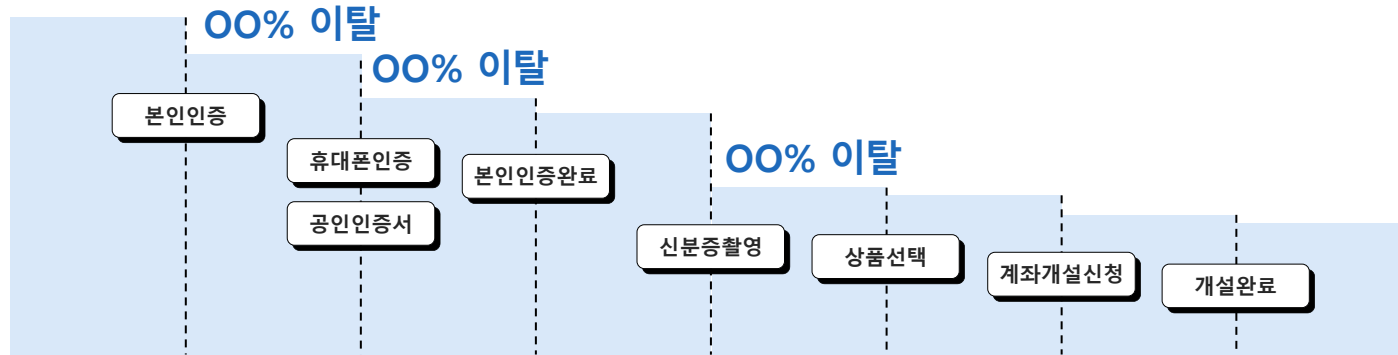 OO% 이탈
OO% 이탈
본인인증
휴대폰인증
공인인증서
본인인증완료
OO% 이탈
신분증촬영
상품선택
계좌개설신청
개설완료